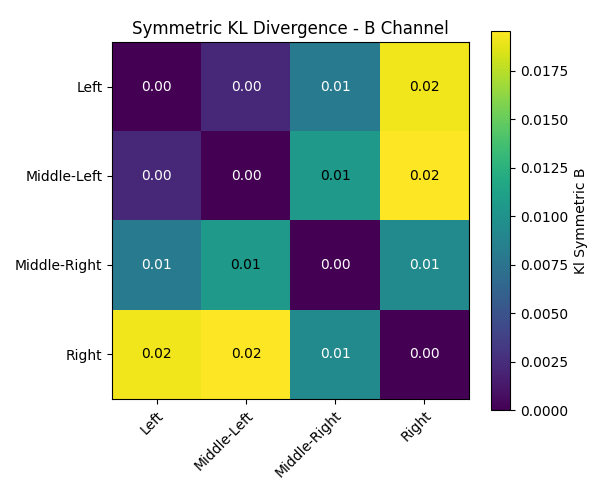 Symmetric KL Divergence - B Channel
Left 0.00 0.00 0.01 0.02
Middle-Left 0.00 0.00 0.01 0.02
Middle-Right 0.01 0.01 0.00 0.01
Right 0.02 0.02 0.01 0.00
Left Middle-Left Middle-Right Right
0.0175
0.0150
0.0125
0.0100
0.0075
0.0050
0.0025
0.0000
Kl Symmetric B